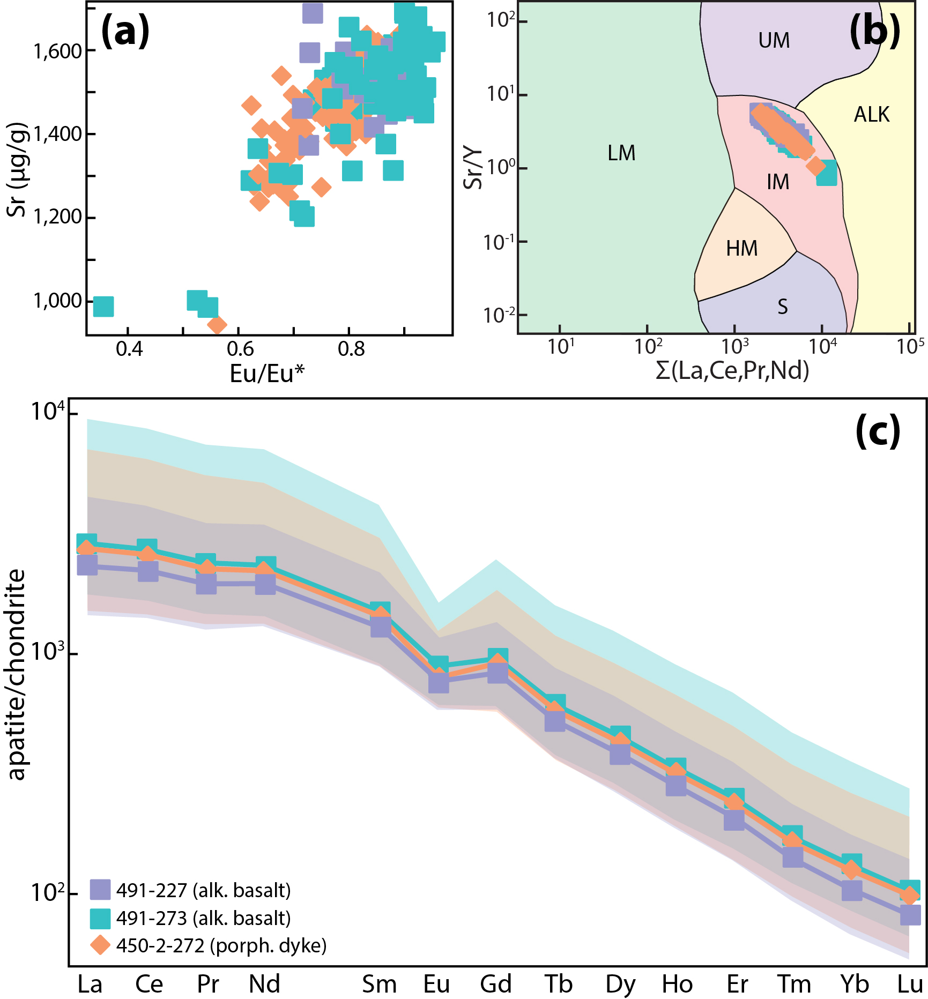 (a)
1,600
1,400
1,200
1,000
Sr (µg/g)
0.4 0.6 0.8
Eu/Eu*
(b)
10²
10¹
10⁰
10⁻¹
10⁻²
Sr/Y
UM
ALK
LM
IM
HM
S
10¹ 10² 10³ 10⁴ 10⁵
Σ(La,Ce,Pr,Nd)
(c)
10⁴
10³
10²
apatite/chondrite
491-227 (alk. basalt)
491-273 (alk. basalt)
450-2-272 (porph. dyke)
La Ce Pr Nd Sm Eu Gd Tb Dy Ho Er Tm Yb Lu